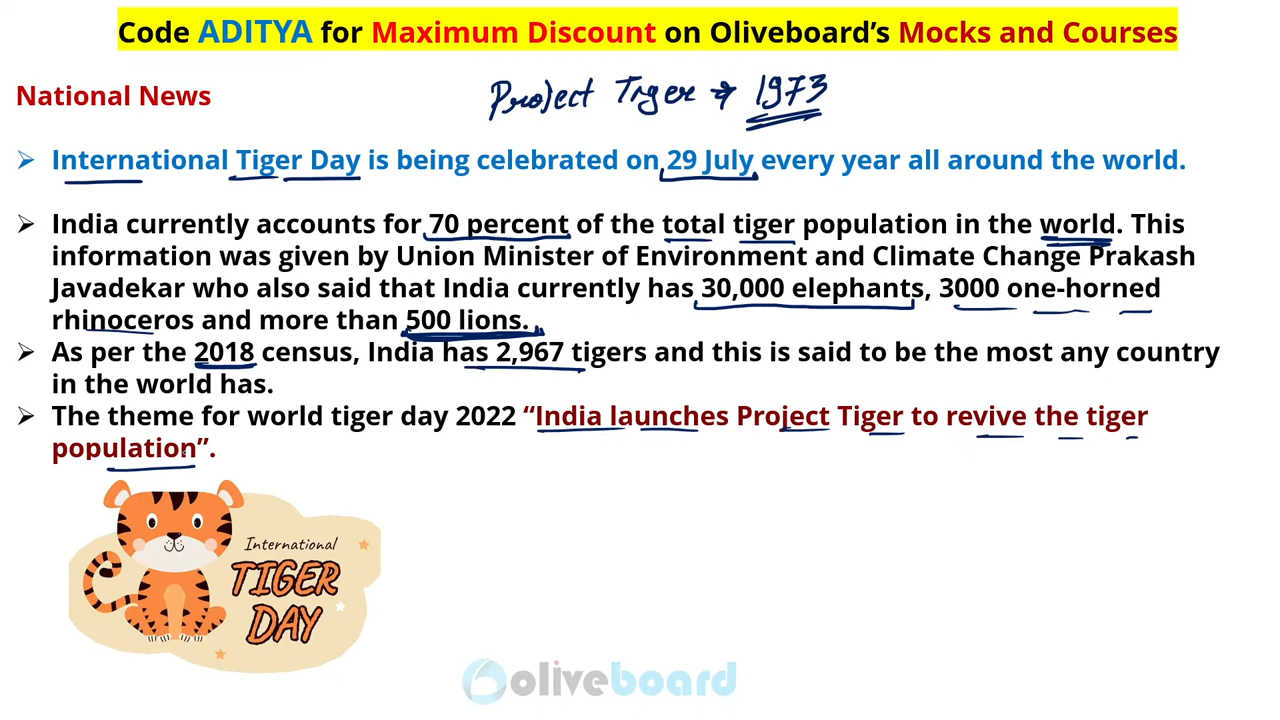 Code ADITYA for Maximum Discount on Oliveboard’s Mocks and Courses
National News
Project Tiger → 1973
➢ International Tiger Day is being celebrated on 29 July every year all around the world.
➢ India currently accounts for 70 percent of the total tiger population in the world. This
information was given by Union Minister of Environment and Climate Change Prakash
Javadekar who also said that India currently has 30,000 elephants, 3000 one-horned
rhinoceros and more than 500 lions.
➢ As per the 2018 census, India has 2,967 tigers and this is said to be the most any country
in the world has.
➢ The theme for world tiger day 2022 “India launches Project Tiger to revive the tiger
population”.
International
TIGER
DAY
oliveboard